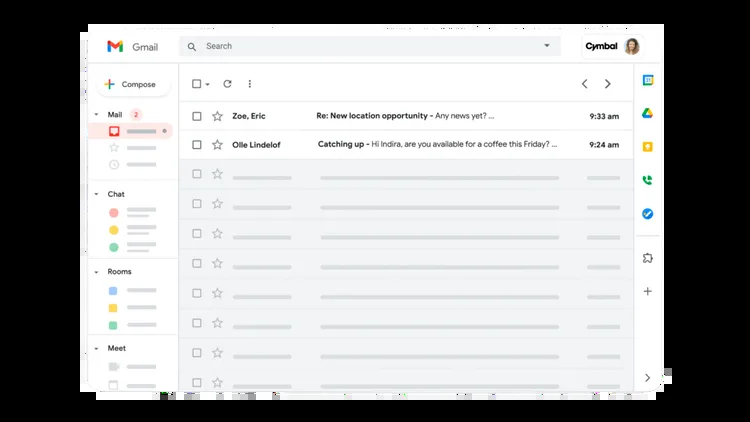 Gmail
Search
Cymbal
Compose
Mail 2
Zoe, Eric Re: New location opportunity - Any news yet? ... 9:33 am
Olle Lindelof Catching up - Hi Indira, are you available for a coffee this Friday? ... 9:24 am
Chat
Rooms
Meet